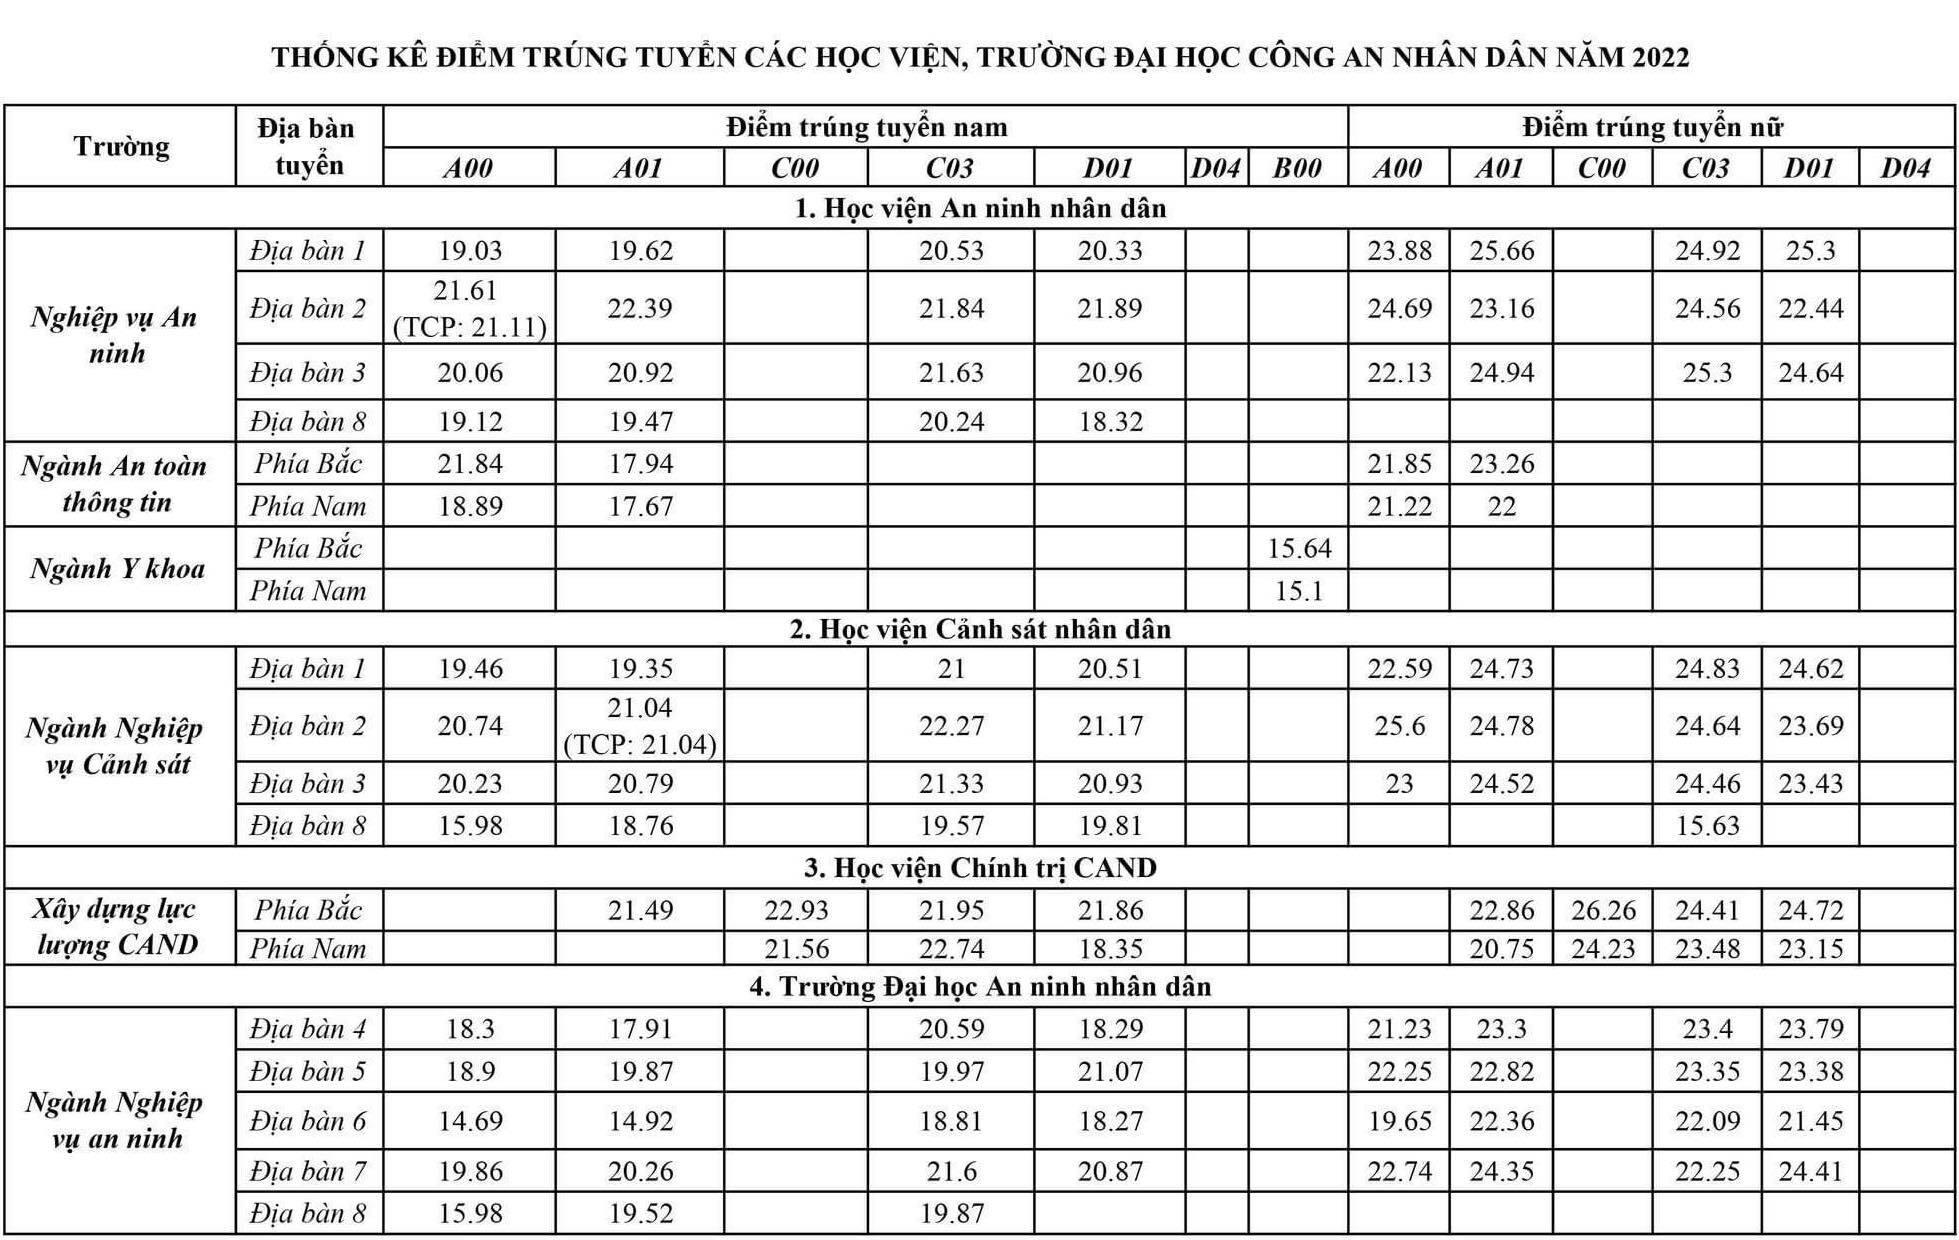 THỐNG KÊ ĐIỂM TRÚNG TUYỂN CÁC HỌC VIỆN, TRƯỜNG ĐẠI HỌC CÔNG AN NHÂN DÂN NĂM 2022
Trường Địa bàn tuyển Điểm trúng tuyển nam Điểm trúng tuyển nữ
A00 A01 C00 C03 D01 D04 B00 A00 A01 C00 C03 D01 D04
1. Học viện An ninh nhân dân
Nghiệp vụ An ninh
Địa bàn 1 19.03 19.62 20.53 20.33 23.88 25.66 24.92 25.3
Địa bàn 2 21.61 (TCP: 21.11) 22.39 21.84 21.89 24.69 23.16 24.56 22.44
Địa bàn 3 20.06 20.92 21.63 20.96 22.13 24.94 25.3 24.64
Địa bàn 8 19.12 19.47 20.24 18.32
Ngành An toàn thông tin
Phía Bắc 21.84 17.94 21.85 23.26
Phía Nam 18.89 17.67 21.22 22
Ngành Y khoa
Phía Bắc 15.64
Phía Nam 15.1
2. Học viện Cảnh sát nhân dân
Ngành Nghiệp vụ Cảnh sát
Địa bàn 1 19.46 19.35 21 20.51 22.59 24.73 24.83 24.62
Địa bàn 2 20.74 21.04 (TCP: 21.04) 22.27 21.17 25.6 24.78 24.64 23.69
Địa bàn 3 20.23 20.79 21.33 20.93 23 24.52 24.46 23.43
Địa bàn 8 15.98 18.76 19.57 19.81 15.63
3. Học viện Chính trị CAND
Xây dựng lực lượng CAND
Phía Bắc 21.49 22.93 21.95 21.86 22.86 26.26 24.41 24.72
Phía Nam 21.56 22.74 18.35 20.75 24.23 23.48 23.15
4. Trường Đại học An ninh nhân dân
Ngành Nghiệp vụ an ninh
Địa bàn 4 18.3 17.91 20.59 18.29 21.23 23.3 23.4 23.79
Địa bàn 5 18.9 19.87 19.97 21.07 22.25 22.82 23.35 23.38
Địa bàn 6 14.69 14.92 18.81 18.27 19.65 22.36 22.09 21.45
Địa bàn 7 19.86 20.26 21.6 20.87 22.74 24.35 22.25 24.41
Địa bàn 8 15.98 19.52 19.87